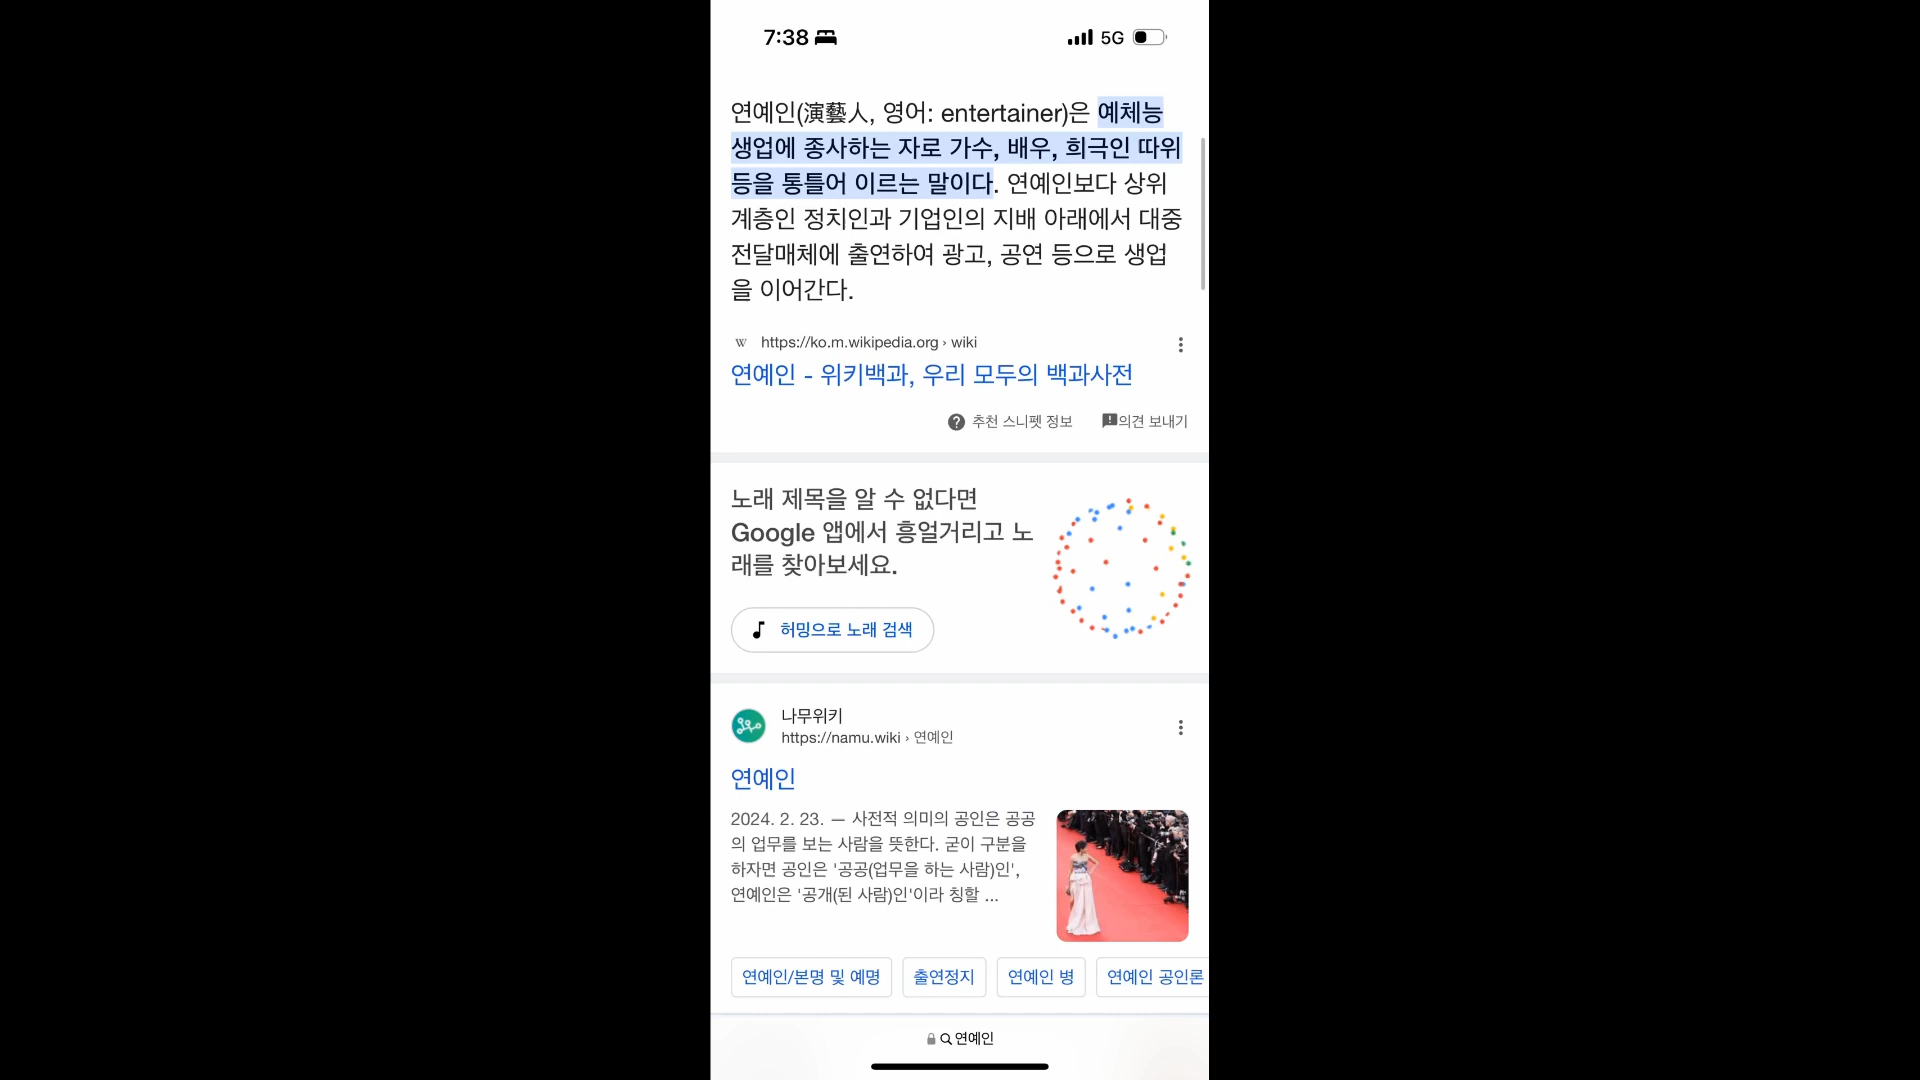 7:38
5G
연예인(演藝人, 영어: entertainer)은 예체능
생업에 종사하는 자로 가수, 배우, 희극인 따위
등을 통틀어 이르는 말이다. 연예인보다 상위
계층인 정치인과 기업인의 지배 아래에서 대중
전달매체에 출연하여 광고, 공연 등으로 생업
을 이어간다.
W https://ko.m.wikipedia.org › wiki
연예인 - 위키백과, 우리 모두의 백과사전
추천 스니펫 정보
의견 보내기
노래 제목을 알 수 없다면
Google 앱에서 흥얼거리고 노
래를 찾아보세요.
허밍으로 노래 검색
나무위키
https://namu.wiki › 연예인
연예인
2024. 2. 23. — 사전적 의미의 공인은 공공
의 업무를 보는 사람을 뜻한다. 굳이 구분을
하자면 공인은 '공공(업무을 하는 사람)인',
연예인은 '공개(된 사람)인'이라 칭할 ...
연예인/본명 및 예명
출연정지
연예인 병
연예인 공인론
연예인